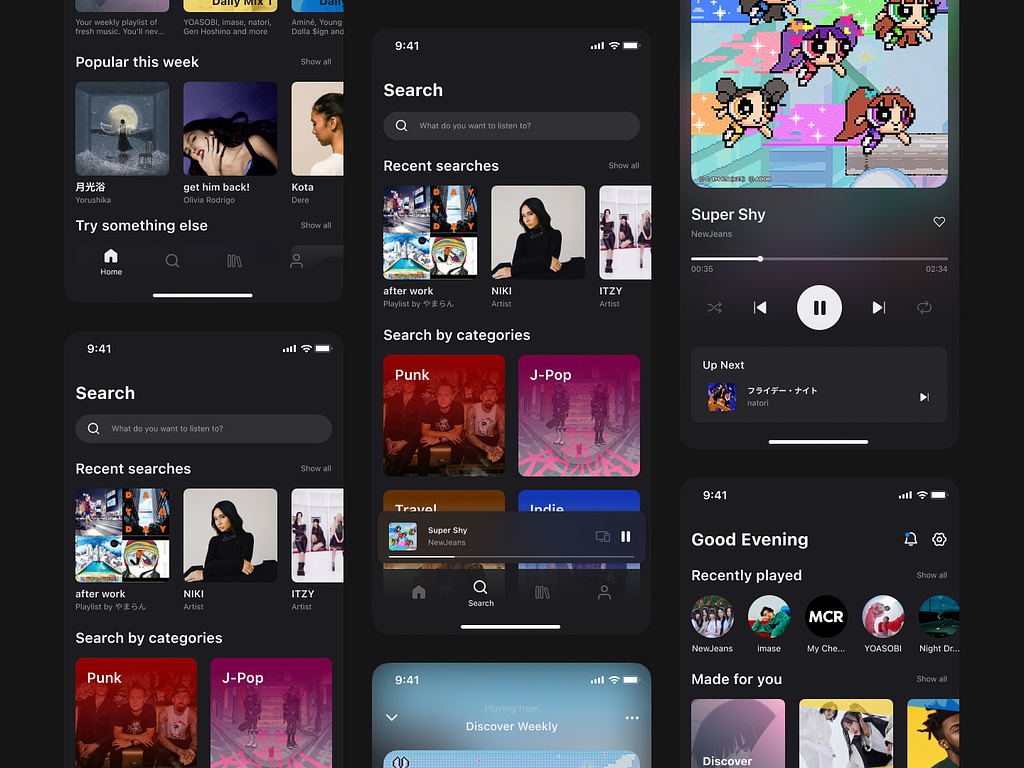 Daily Mix 1
Your weekly playlist of
fresh music. You'll nev...
YOASOBI, imase, natori,
Gen Hoshino and more
Aminé, Young
Dolla $ign and
Popular this week
Show all
月光浴
Yorushika
get him back!
Olivia Rodrigo
Kota
Dere
Try something else
Show all
Home
9:41
Search
What do you want to listen to?
Recent searches
Show all
DAY
DAY
after work
Playlist by やまらん
NIKI
Artist
ITZY
Artist
Search by categories
Punk
J-Pop
9:41
Search
What do you want to listen to?
Recent searches
Show all
DAY
DAY
after work
Playlist by やまらん
NIKI
Artist
ITZY
Artist
Search by categories
Punk
J-Pop
Travel
Indie
Super Shy
NewJeans
Search
9:41
Playing from
Discover Weekly
Super Shy
NewJeans
00:35
02:34
Up Next
フライデー・ナイト
natori
9:41
Good Evening
Recently played
Show all
MCR
NewJeans
imase
My Che...
YOASOBI
Night Dr...
Made for you
Show all
Discover